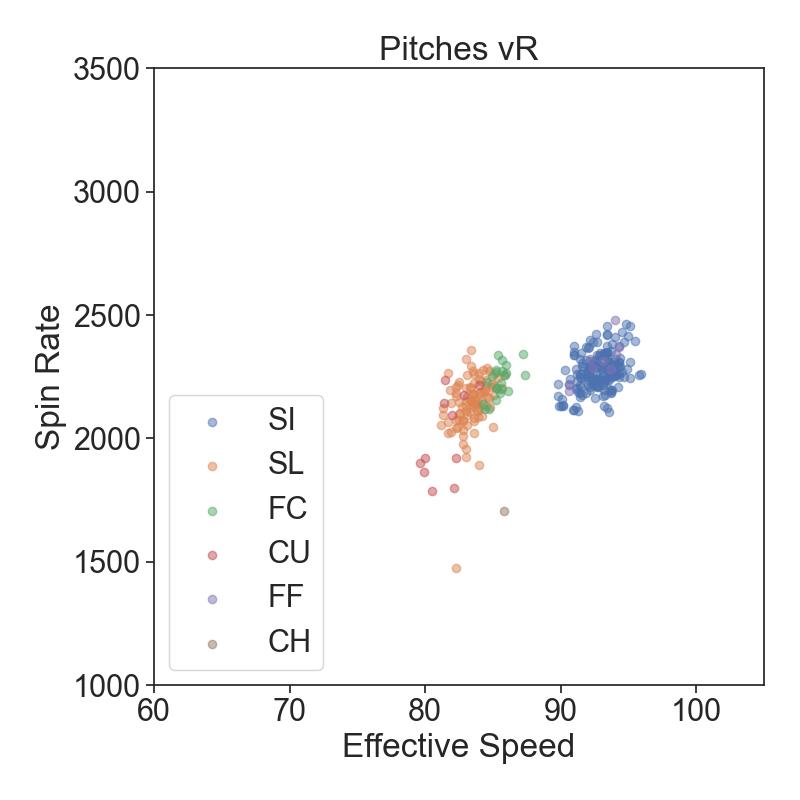 Pitches vR
3500
3000
2500
2000
1500
1000
Spin Rate
SI
SL
FC
CU
FF
CH
60 70 80 90 100
Effective Speed